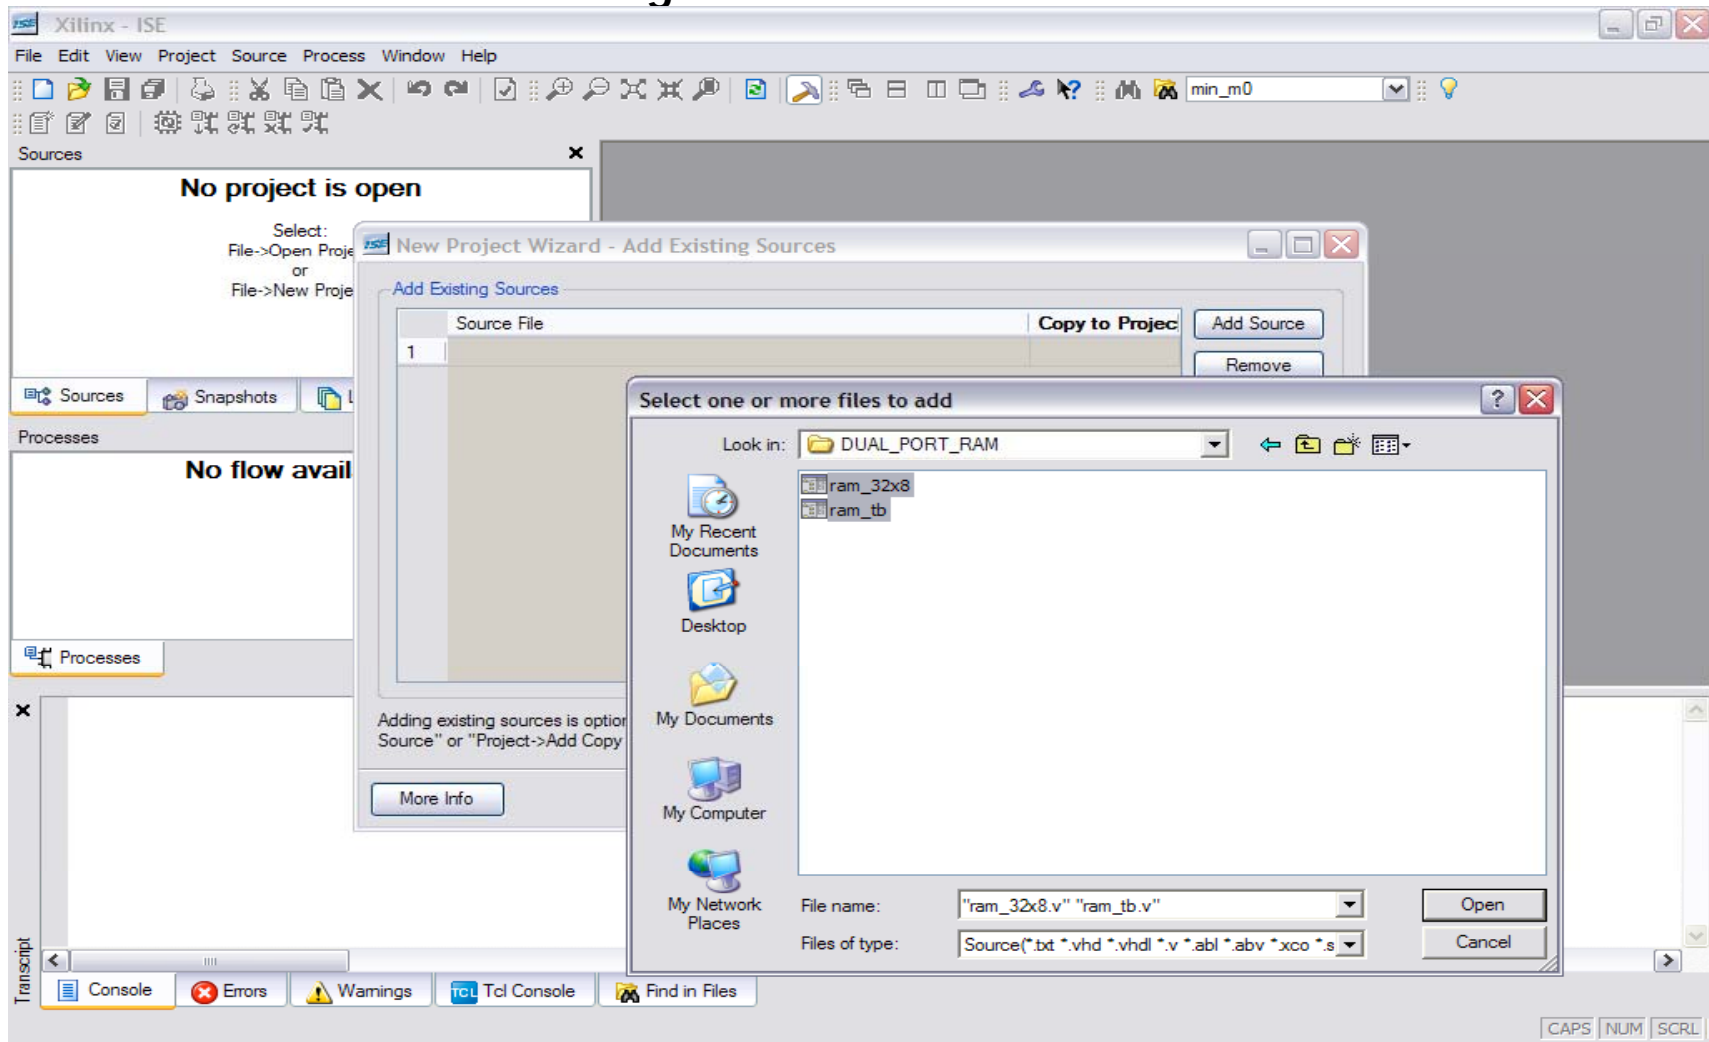 Xilinx - ISE
File Edit View Project Source Process Window Help
min_m0
Sources
No project is open
Select:
File->Open Proje
or
File->New Proje
Sources Snapshots L
Processes
No flow avail
Processes
New Project Wizard - Add Existing Sources
Add Existing Sources
Source File Copy to Projec
Add Source
1
Remove
Adding existing sources is option
Source" or "Project->Add Copy
More Info
Select one or more files to add
Look in: DUAL_PORT_RAM
ram_32x8
ram_tb
My Recent
Documents
Desktop
My Documents
My Computer
My Network
Places
File name: "ram_32x8.v" "ram_tb.v" Open
Files of type: Source(*.txt *.vhd *.vhdl *.v *.abl *.abv *.xco *.s Cancel
Transcript
Console Errors Warnings TCL Tcl Console Find in Files
CAPS NUM SCRL